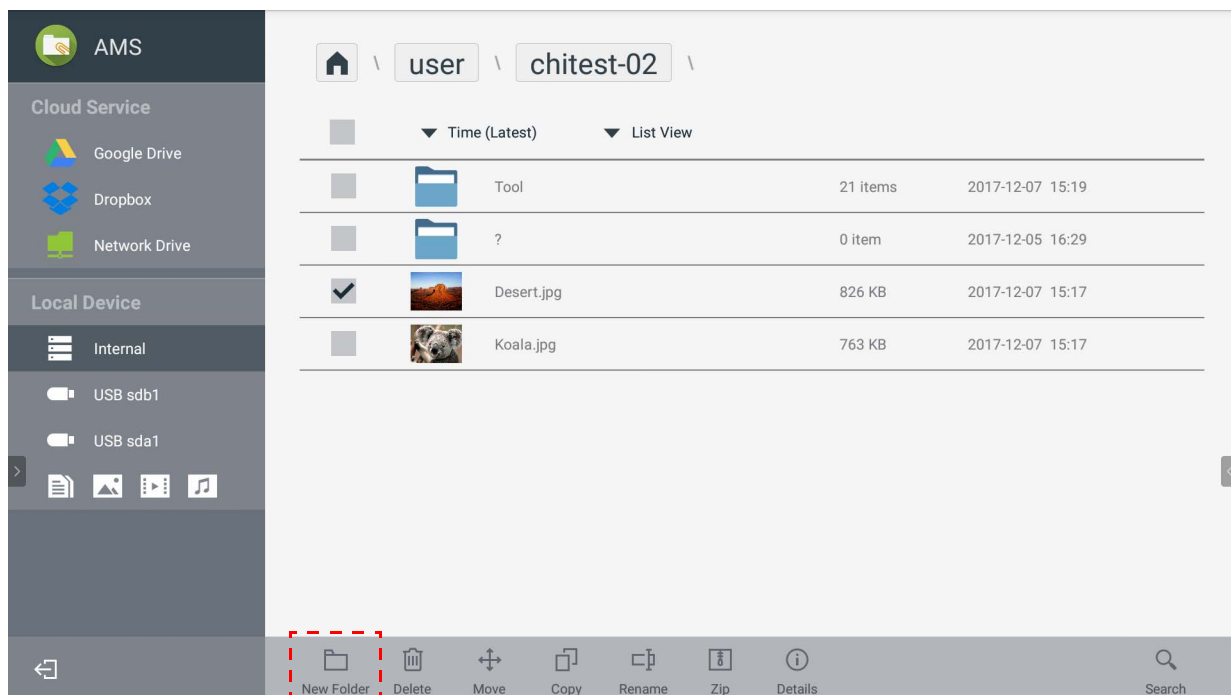 AMS
Cloud Service
Google Drive
Dropbox
Network Drive
Local Device
Internal
USB sdb1
USB sda1
\ user \ chitest-02 \
Time (Latest) List View
Tool 21 items 2017-12-07 15:19
? 0 item 2017-12-05 16:29
Desert.jpg 826 KB 2017-12-07 15:17
Koala.jpg 763 KB 2017-12-07 15:17
New Folder Delete Move Copy Rename Zip Details Search